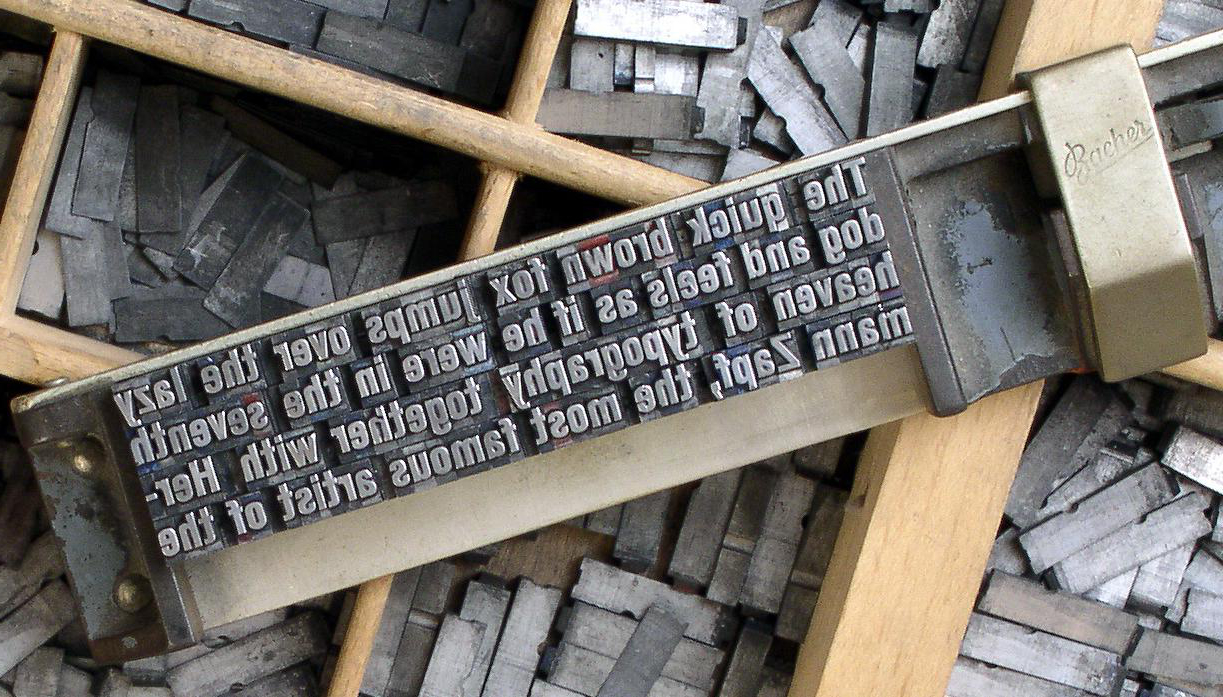 The quick brown fox jumps over the lazy
dog and feels as if he were in the seventh
heaven of typography together with Her-
mann Zapf, the most famous artist of the
Bacher